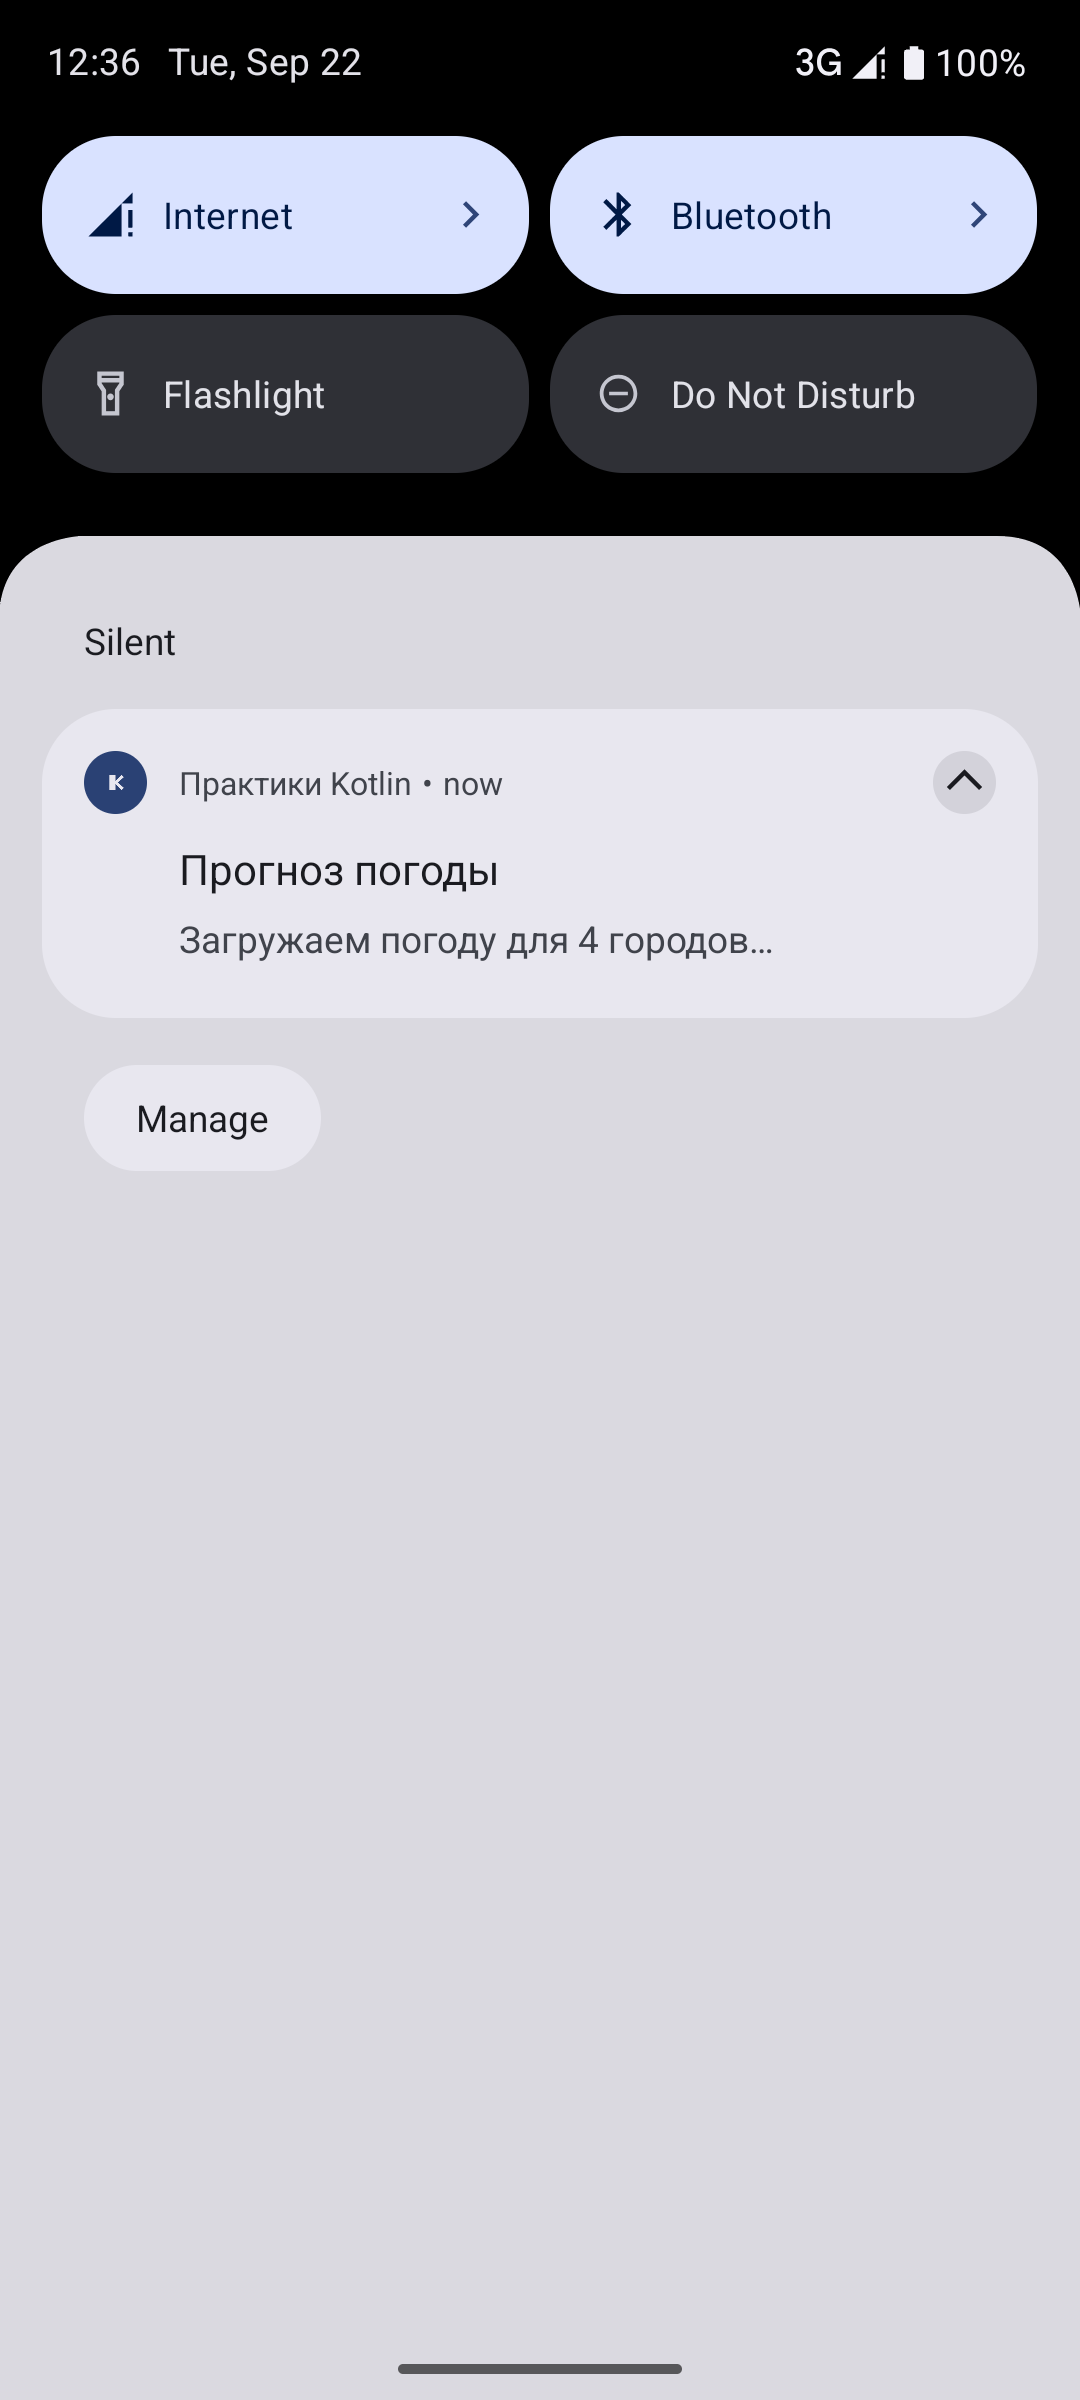 12:36 Tue, Sep 22 3G 100%
Internet Bluetooth
Flashlight Do Not Disturb
Silent
Практики Kotlin • now
Прогноз погоды
Загружаем погоду для 4 городов…
Manage